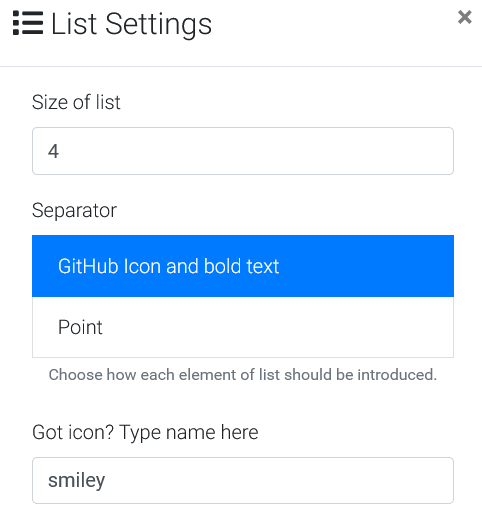 List Settings
Size of list
4
Separator
GitHub Icon and bold text
Point
Choose how each element of list should be introduced.
Got icon? Type name here
smiley